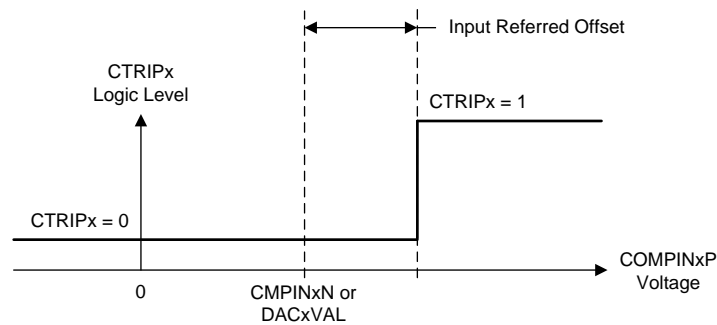 Input Referred Offset
CTRIPx
Logic Level
CTRIPx = 1
CTRIPx = 0
COMPINxP
Voltage
0
CMPINxN or
DACxVAL